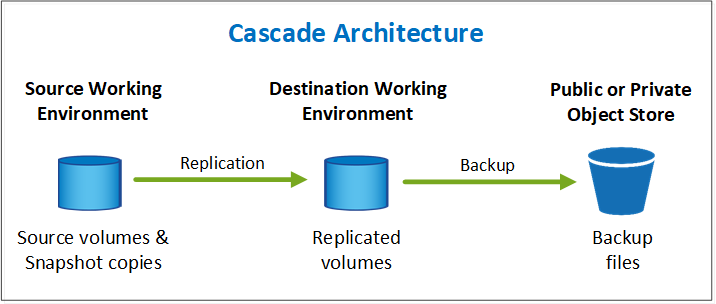 Cascade Architecture
Source Working
Environment
Destination Working
Environment
Public or Private
Object Store
Replication
Backup
Source volumes &
Snapshot copies
Replicated
volumes
Backup
files